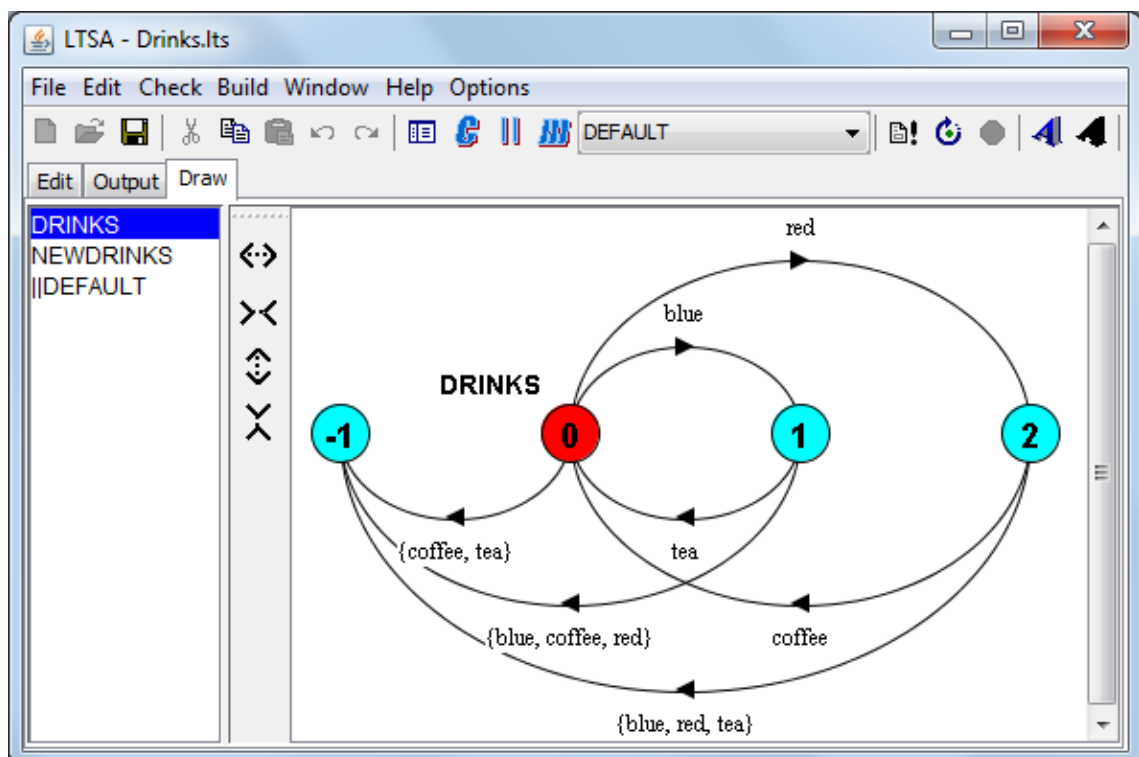 LTSA - Drinks.lts
File Edit Check Build Window Help Options
DEFAULT
Edit Output Draw
DRINKS
NEWDRINKS
||DEFAULT
red
blue
DRINKS
-1 0 1 2
{coffee, tea}
tea
{blue, coffee, red}
coffee
{blue, red, tea}